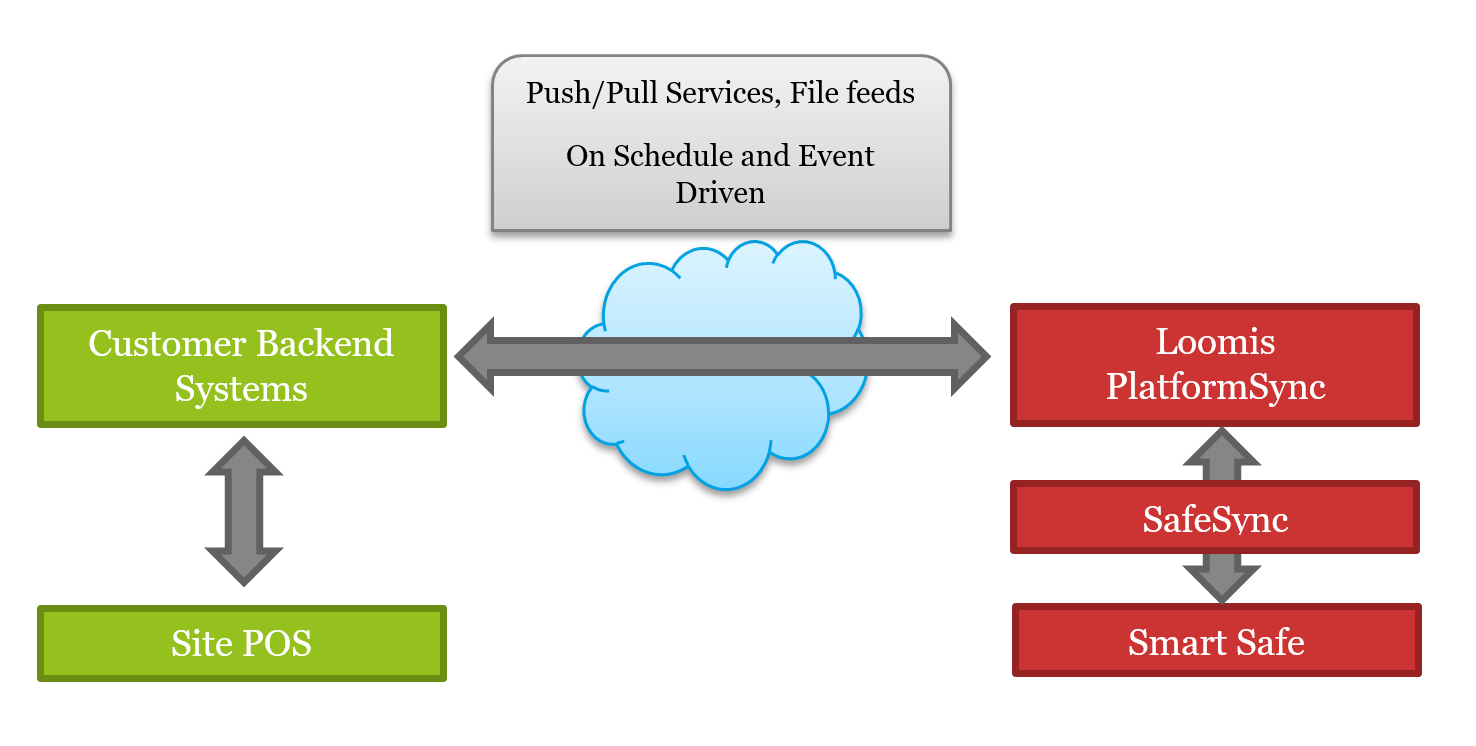 Push/Pull Services, File feeds
On Schedule and Event
Driven
Customer Backend
Systems
Loomis
PlatformSync
SafeSync
Site POS
Smart Safe